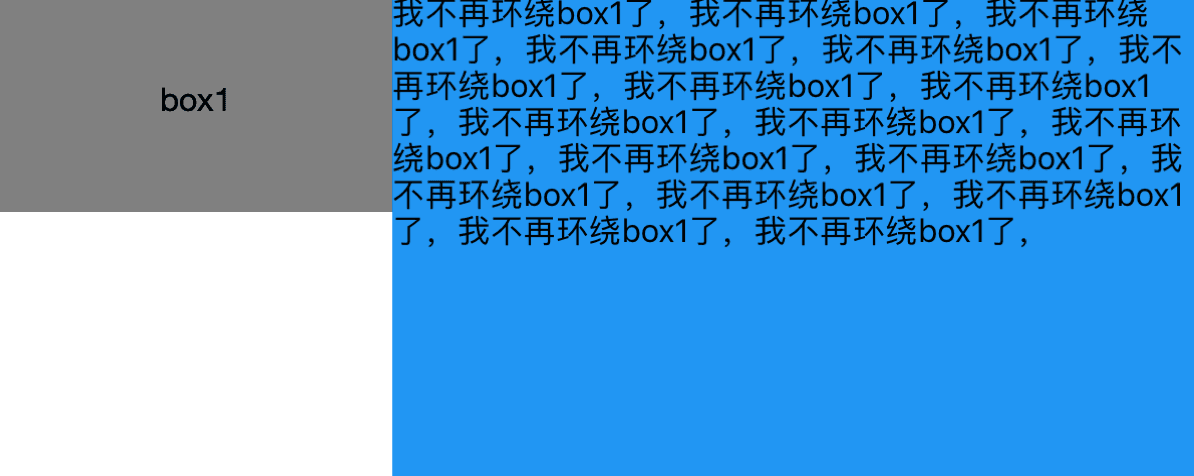 box1
我不再环绕box1了，我不再环绕box1了，我不再环绕
box1了，我不再环绕box1了，我不再环绕box1了，我不
再环绕box1了，我不再环绕box1了，我不再环绕box1
了，我不再环绕box1了，我不再环绕box1了，我不再环
绕box1了，我不再环绕box1了，我不再环绕box1了，我
不再环绕box1了，我不再环绕box1了，我不再环绕box1
了，我不再环绕box1了，我不再环绕box1了，